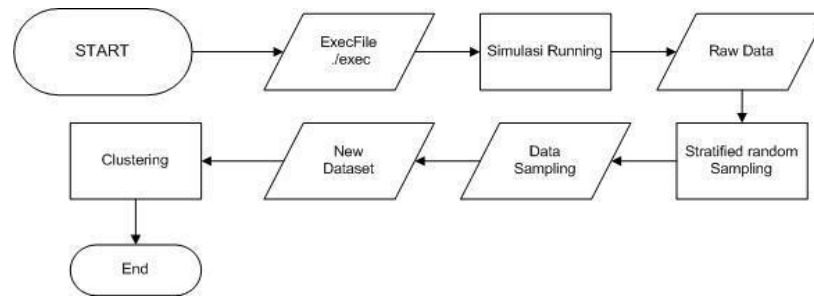 START
ExecFile
./exec
Simulasi Running
Raw Data
Clustering
New
Dataset
Data
Sampling
Stratified random
Sampling
End